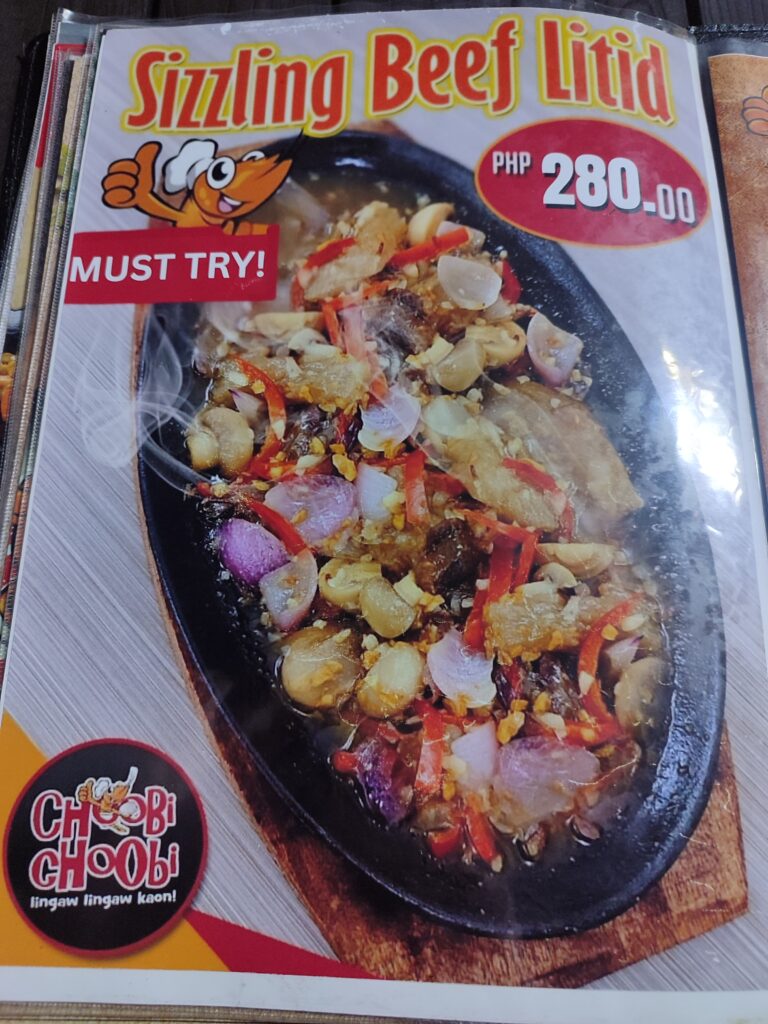 Sizzling Beef Litid
PHP 280.00
MUST TRY!
CHOOBi
CHOOBi
lingaw lingaw kaon!